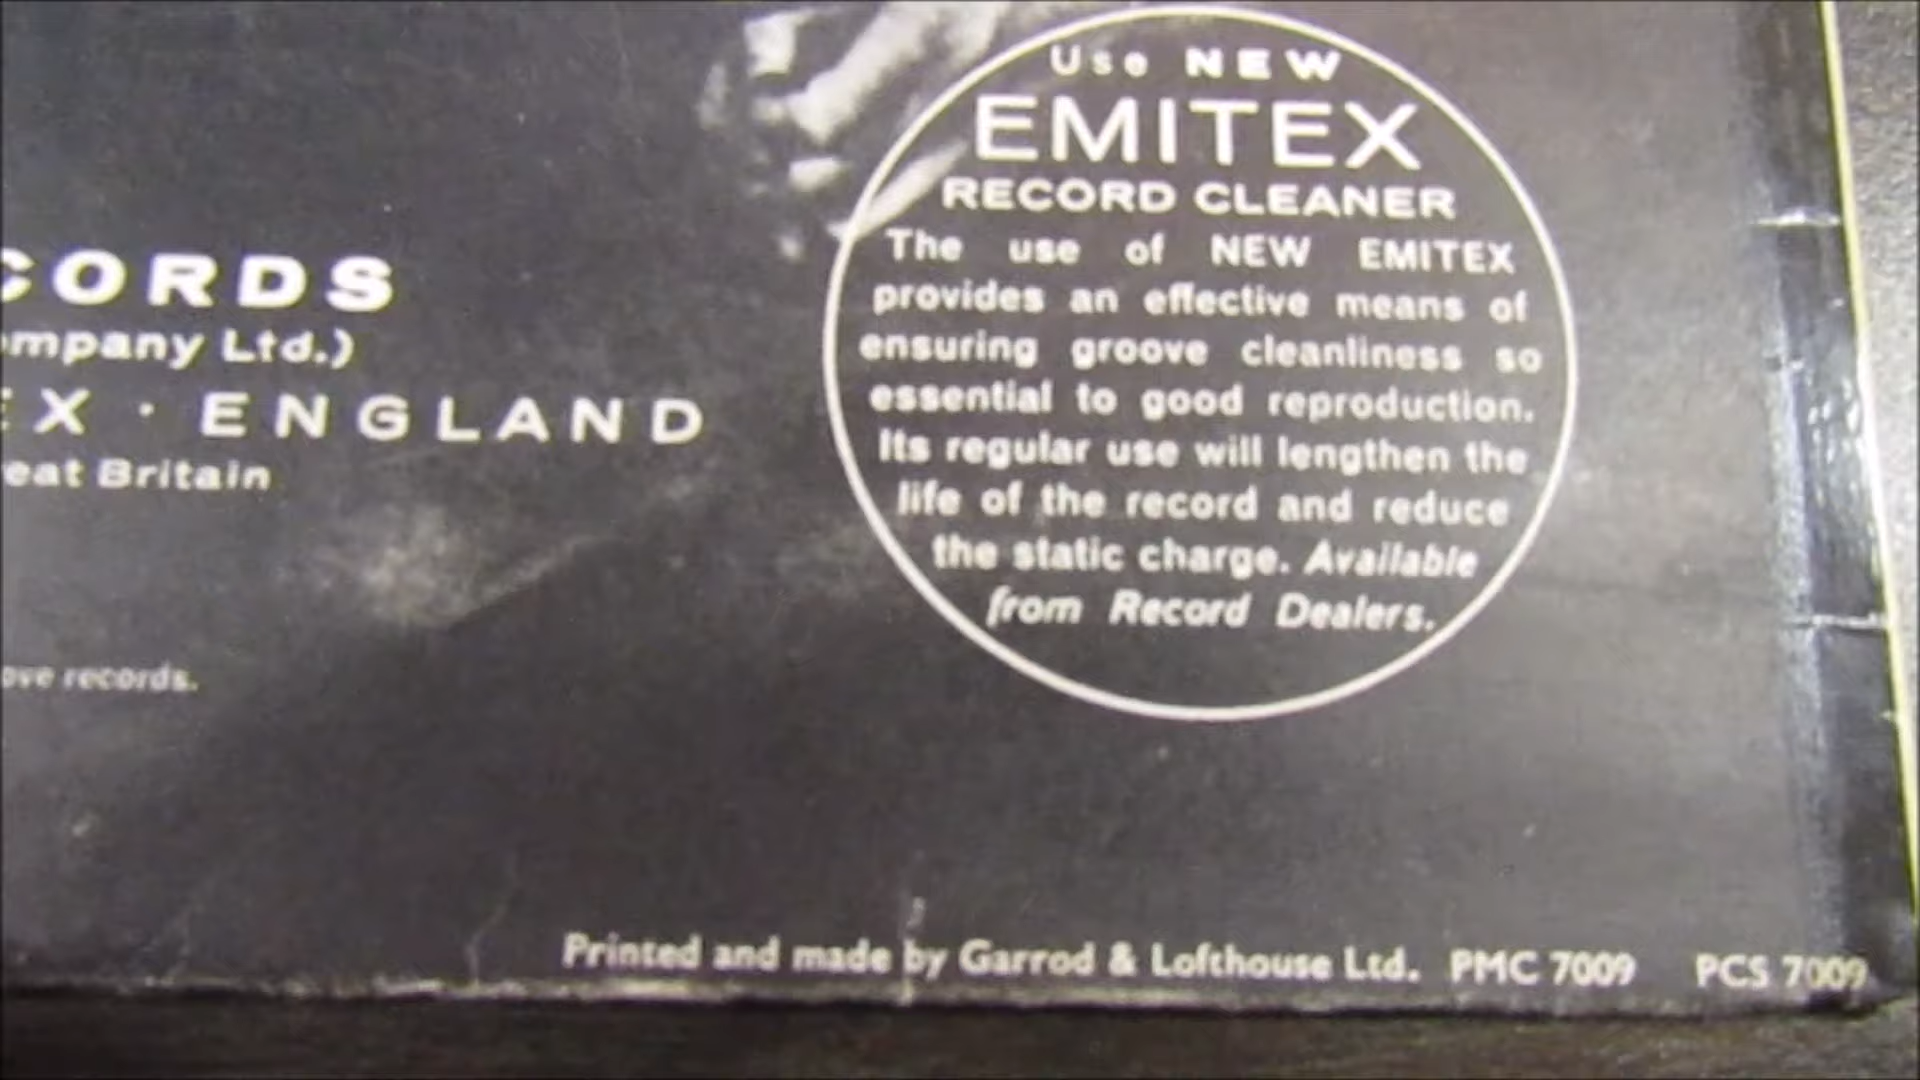 CORDS
ompany Ltd.)
EX · ENGLAND
eat Britain
ove records.
Use NEW
EMITEX
RECORD CLEANER
The use of NEW EMITEX
provides an effective means of
ensuring groove cleanliness so
essential to good reproduction.
Its regular use will lengthen the
life of the record and reduce
the static charge. Available
from Record Dealers.
Printed and made by Garrod & Lofthouse Ltd. PMC 7009 PCS 7009